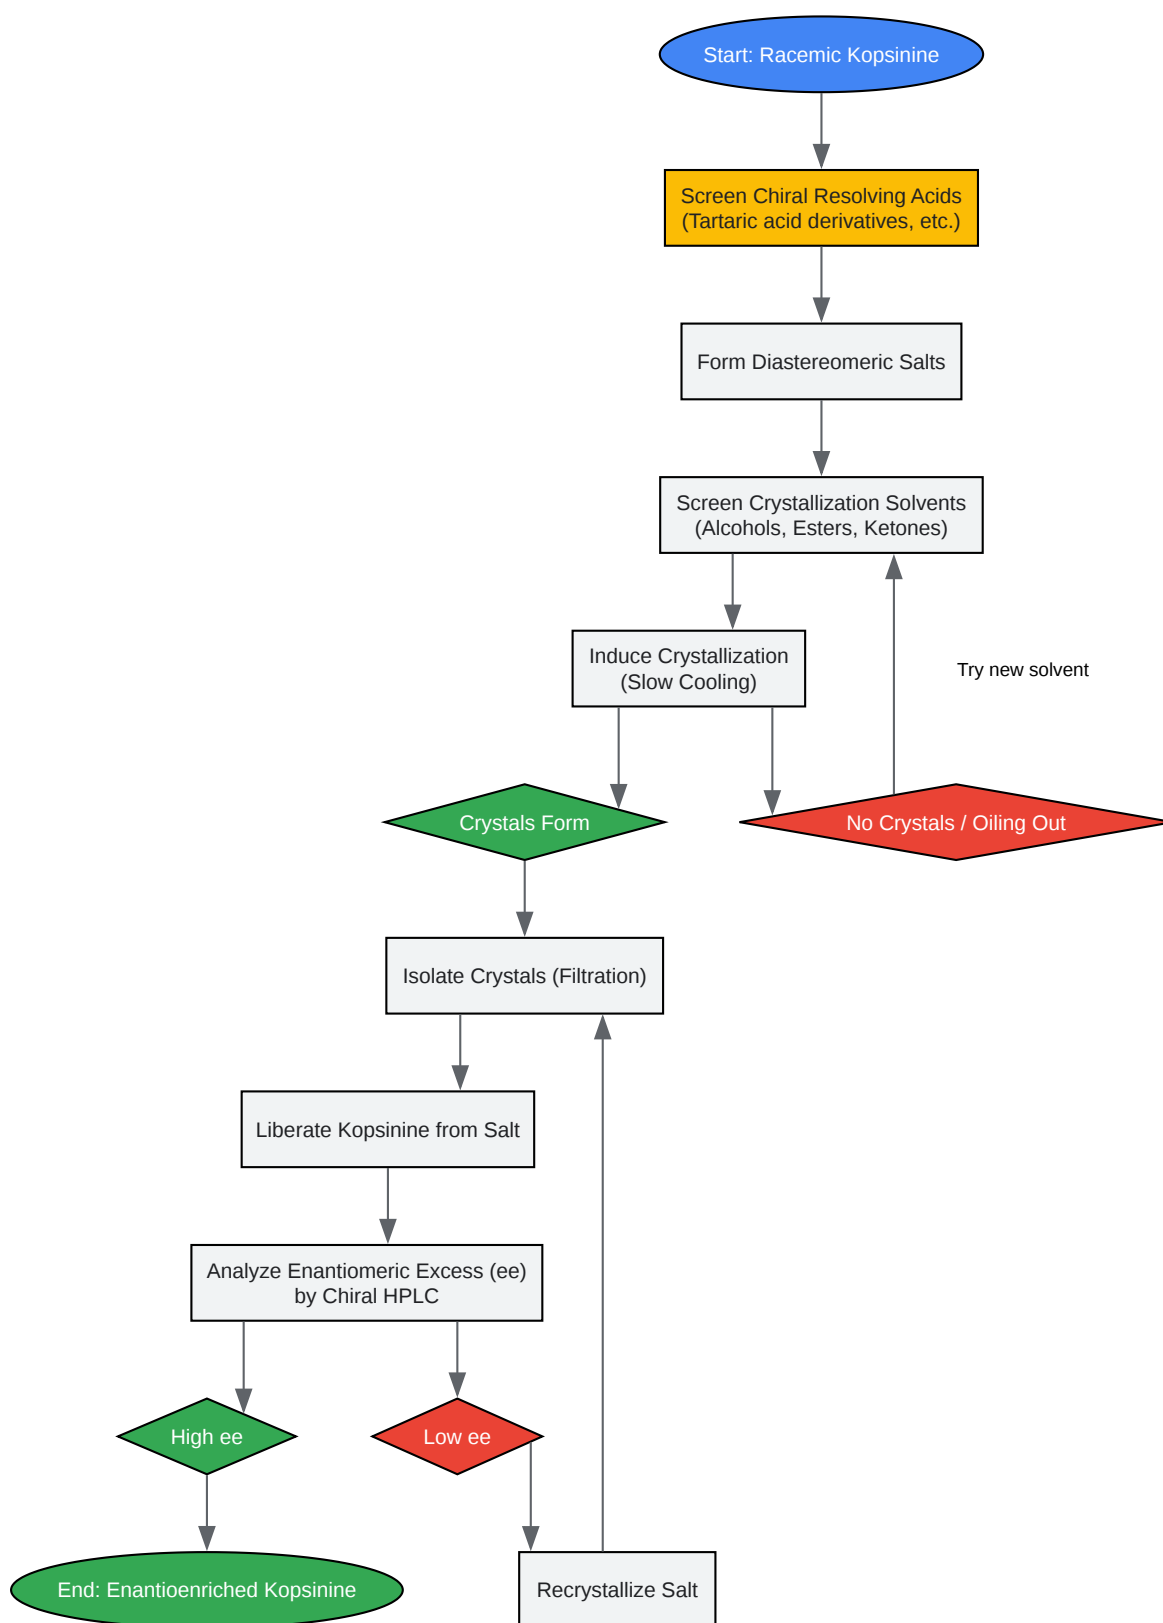 Start: Racemic Kopsinine
Screen Chiral Resolving Acids
(Tartaric acid derivatives, etc.)
Form Diastereomeric Salts
Screen Crystallization Solvents
(Alcohols, Esters, Ketones)
Induce Crystallization
(Slow Cooling)
Try new solvent
Crystals Form
No Crystals / Oiling Out
Isolate Crystals (Filtration)
Liberate Kopsinine from Salt
Analyze Enantiomeric Excess (ee)
by Chiral HPLC
High ee
Low ee
End: Enantioenriched Kopsinine
Recrystallize Salt